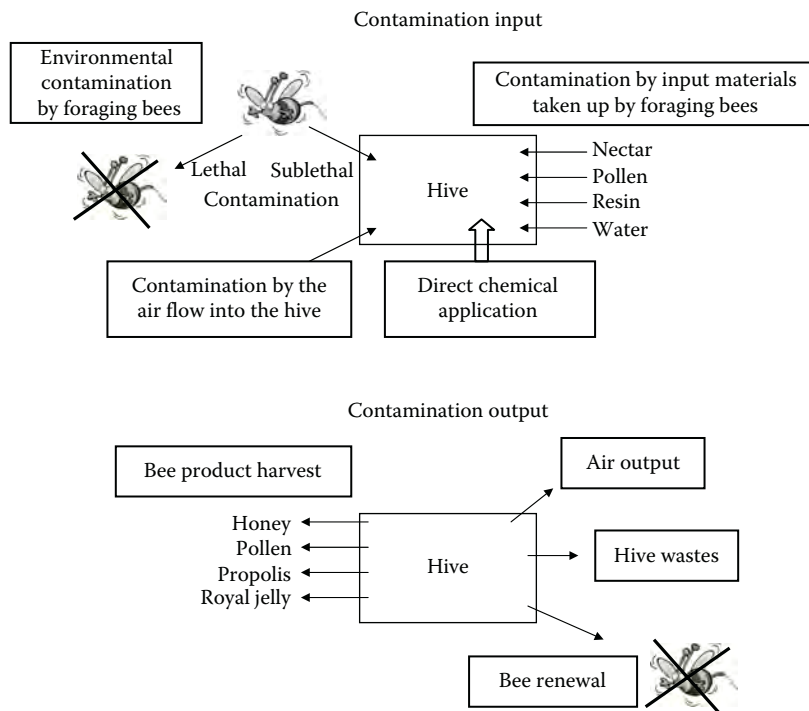 Contamination input
Environmental
contamination
by foraging bees
Contamination by input materials
taken up by foraging bees
Lethal Sublethal
Contamination
Hive
Nectar
Pollen
Resin
Water
Contamination by the
air flow into the hive
Direct chemical
application
Contamination output
Bee product harvest
Air output
Honey
Pollen
Propolis
Royal jelly
Hive
Hive wastes
Bee renewal